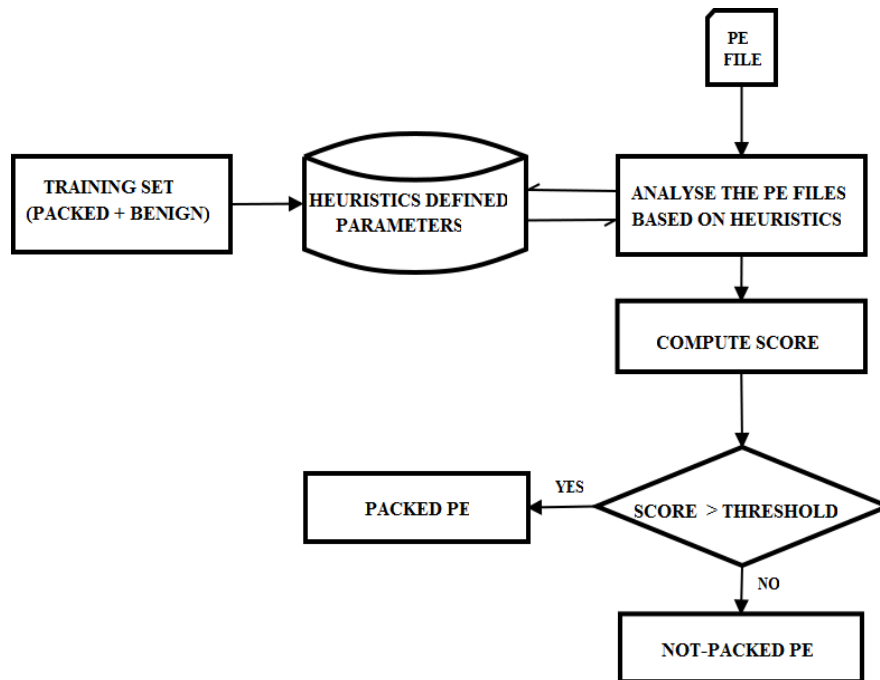 PE
FILE
TRAINING SET
(PACKED + BENIGN)
HEURISTICS DEFINED
PARAMETERS
ANALYSE THE PE FILES
BASED ON HEURISTICS
COMPUTE SCORE
SCORE > THRESHOLD
YES
PACKED PE
NO
NOT-PACKED PE